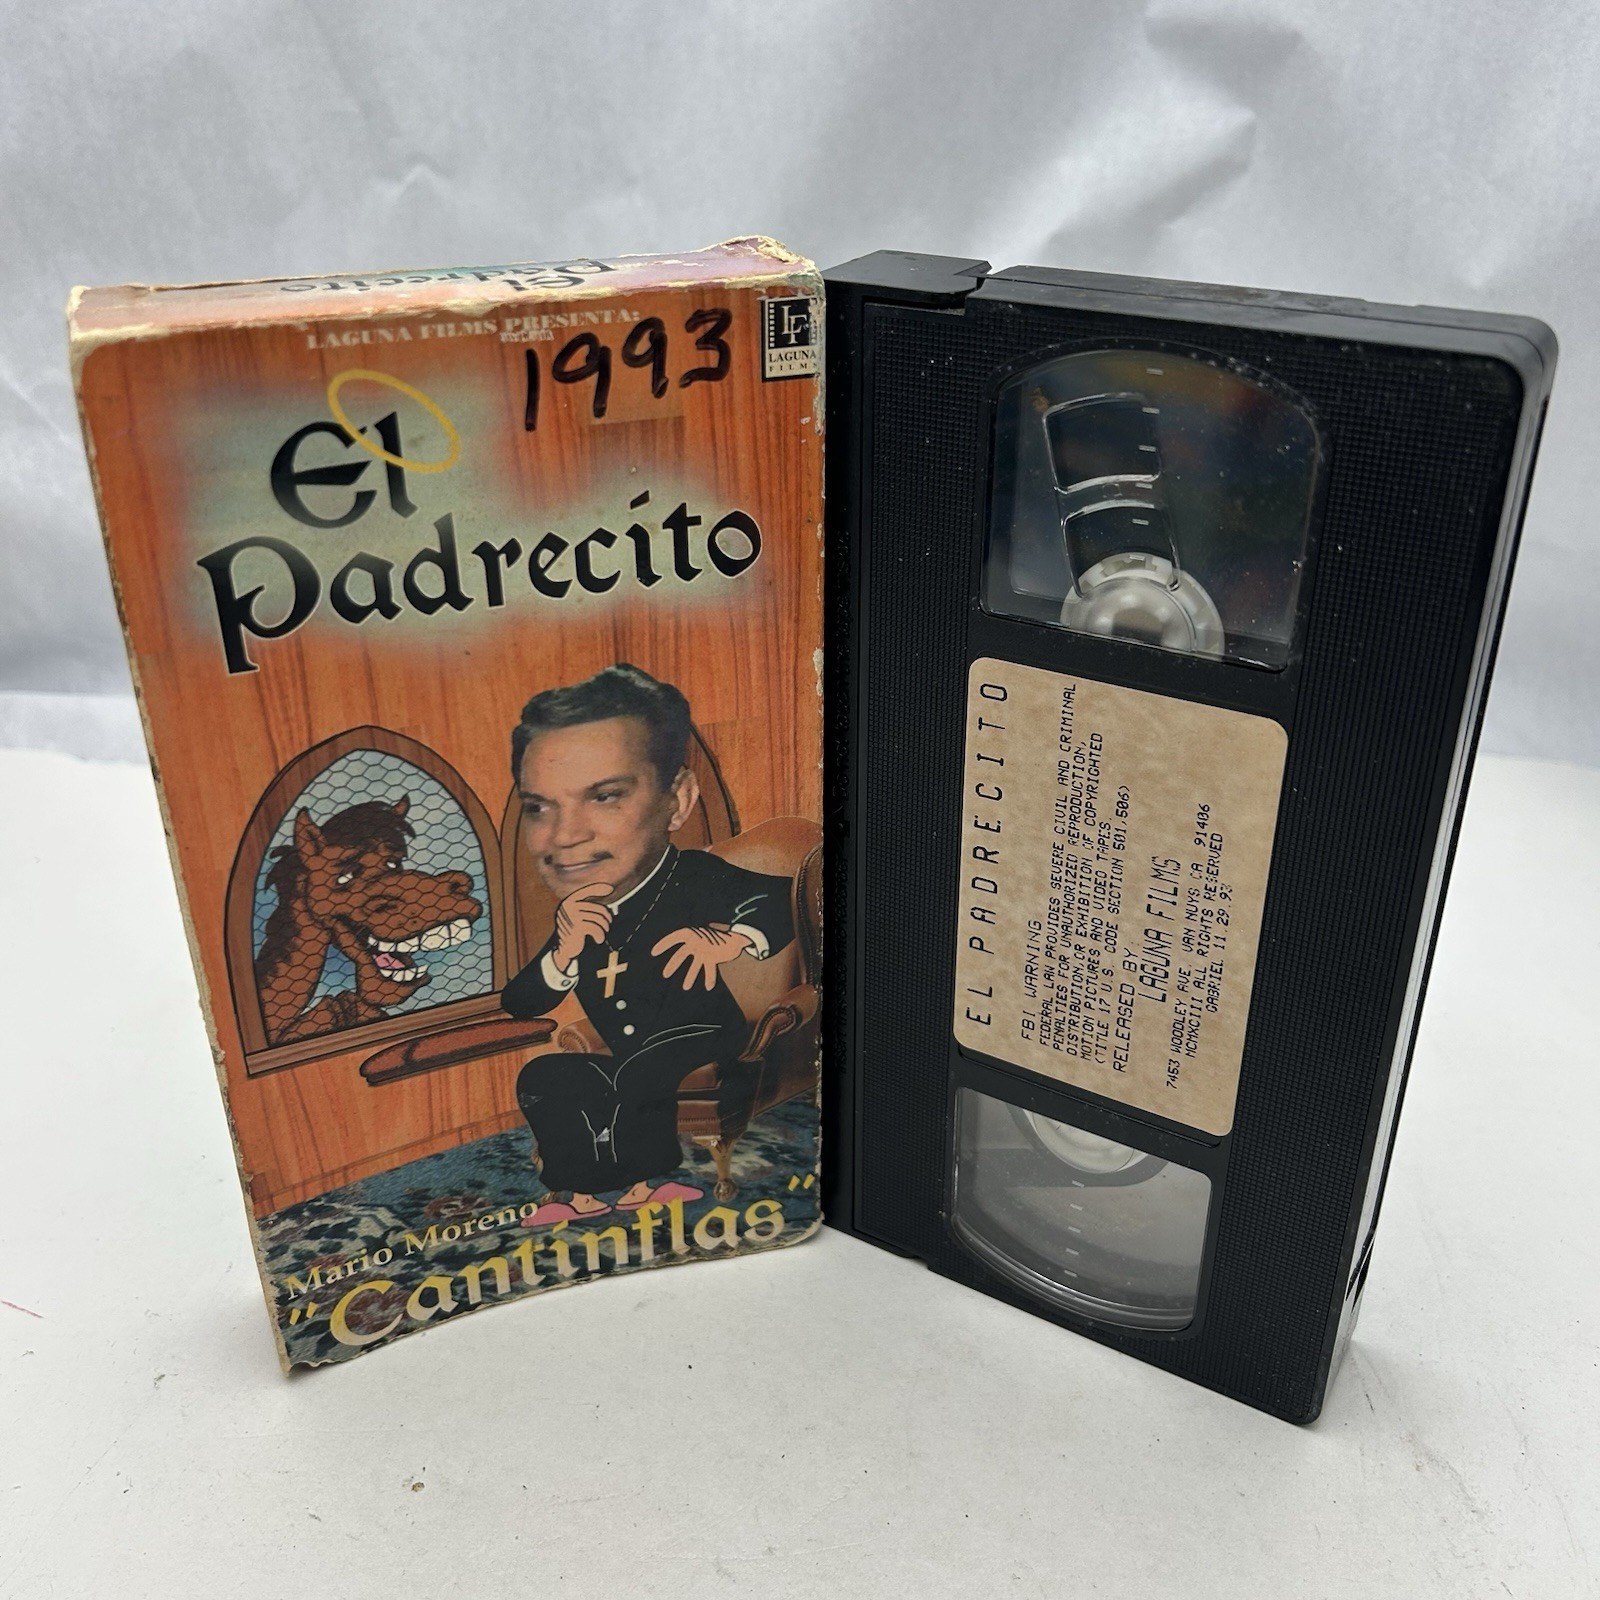 El
Padrecito
LAGUNA FILMS PRESENTA:
1993
LF
LAGUNA
FILMS
El
Padrecito
Mario Moreno
"Cantinflas"
EL PADRECITO
FBI WARNING
FEDERAL LAW PROVIDES SEVERE CIVIL AND CRIMINAL
PENALTIES FOR UNAUTHORIZED REPRODUCTION,
DISTRIBUTION, OR EXHIBITION OF COPYRIGHTED
MOTION PICTURES AND VIDEO TAPES.
(TITLE 17 U.S. CODE SECTION 501,506)
RELEASED BY
LAGUNA FILMS
7453 WOODLEY AVE. VAN NUYS CA 91406
MCMXCIII ALL RIGHTS RESERVED
GABRIEL 11.29.93